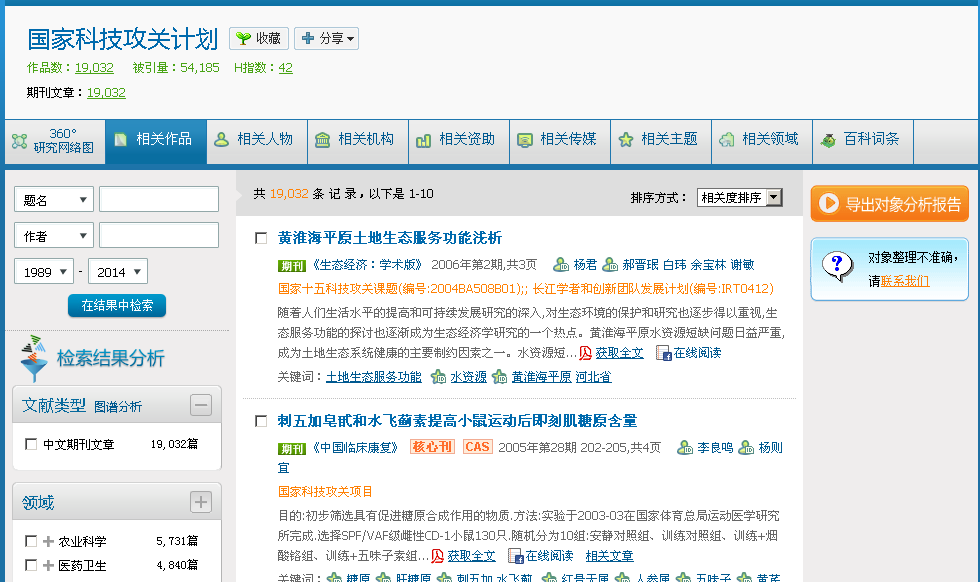 国家科技攻关计划 收藏 分享
作品数：19,032 被引量：54,185 H指数：42
期刊文章：19,032
360°
研究网络图
相关作品 相关人物 相关机构 相关资助 相关传媒 相关主题 相关领域 百科词条
题名
作者
1989 - 2014
在结果中检索
检索结果分析
文献类型 图谱分析
中文期刊文章 19,032篇
领域
农业科学 5,731篇
医药卫生 4,840篇
共 19,032 条 记 录，以下是 1-10 排序方式： 相关度排序
黄淮海平原土地生态服务功能浅析
期刊 《生态经济：学术版》 2006年第2期,共3页 杨君 郝晋珉 白玮 余宝林 谢敏
国家十五科技攻关课题(编号:2004BA508B01);; 长江学者和创新团队发展计划(编号:IRT0412)
随着人们生活水平的提高和可持续发展研究的深入,对生态环境的保护和研究也逐步得以重视,生
态服务功能的探讨也逐渐成为生态经济学研究的一个热点。黄淮海平原水资源短缺问题日益严重,
成为土地生态系统健康的主要制约因素之一。水资源短... 获取全文 在线阅读
关键词：土地生态服务功能 水资源 黄淮海平原 河北省
刺五加皂甙和水飞蓟素提高小鼠运动后即刻肌糖原含量
期刊 《中国临床康复》 核心刊 CAS 2005年第28期 202-205,共4页 李良鸣 杨则
宜
国家科技攻关项目
目的:初步筛选具有促进糖原合成作用的物质.方法:实验于2003-03在国家体育总局运动医学研究
所完成.选择SPF/VAF级雌性CD-1小鼠130只.随机分为10组:安静对照组、训练对照组、训练+烟
酸铬组、训练+五味子素组... 获取全文 在线阅读 相关文章
关键词： 糖原 肝糖原 刺五加 水飞蓟 红景天属 人参属 五味子 黄芪
导出对象分析报告
对象整理不准确，
请联系我们